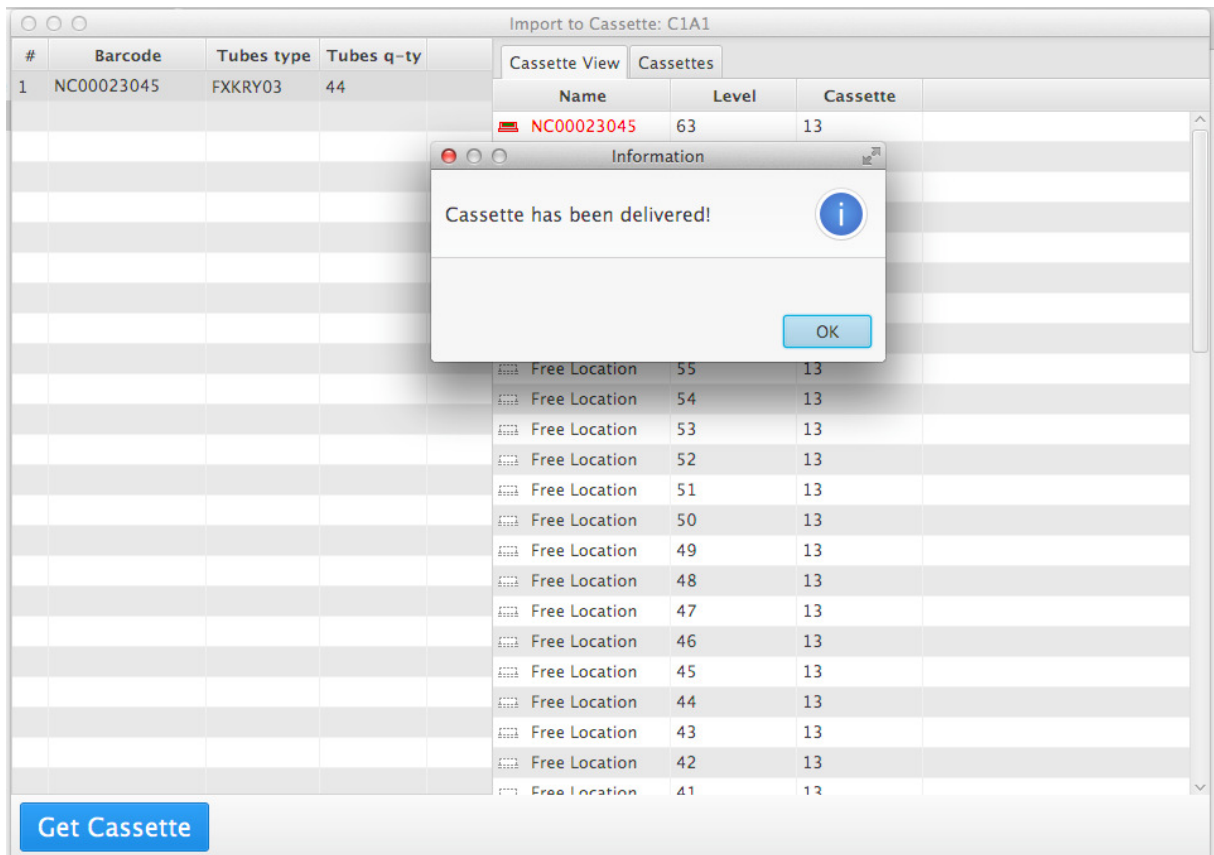 Import to Cassette: C1A1
# Barcode Tubes type Tubes q-ty
1 NC00023045 FXKRY03 44
Cassette View Cassettes
Name Level Cassette
NC00023045 63 13
Information
Cassette has been delivered!
i
OK
Free Location 55 13
Free Location 54 13
Free Location 53 13
Free Location 52 13
Free Location 51 13
Free Location 50 13
Free Location 49 13
Free Location 48 13
Free Location 47 13
Free Location 46 13
Free Location 45 13
Free Location 44 13
Free Location 43 13
Free Location 42 13
Free Location 41 13
Get Cassette